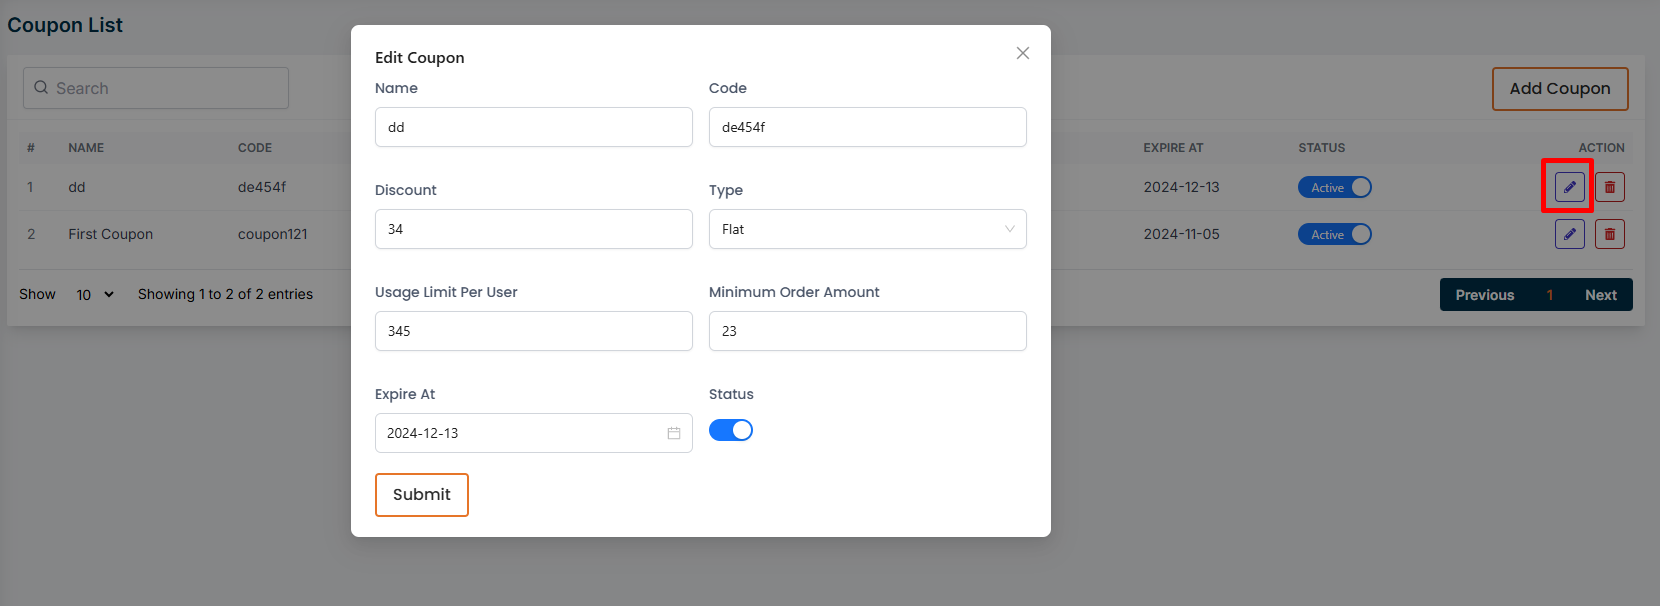 Coupon List
Search
Add Coupon
# NAME CODE EXPIRE AT STATUS ACTION
1 dd de454f 2024-12-13 Active
2 First Coupon coupon121 2024-11-05 Active
Show 10 Showing 1 to 2 of 2 entries Previous 1 Next
Edit Coupon
Name Code
dd de454f
Discount Type
34 Flat
Usage Limit Per User Minimum Order Amount
345 23
Expire At Status
2024-12-13
Submit